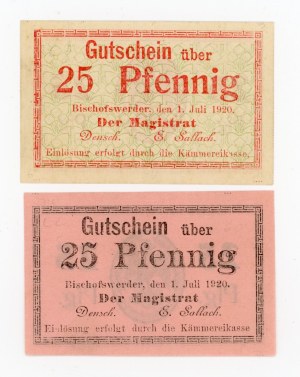 Gutschein über
25 Pfennig
Bischofswerder, den 1. Juli 1920.
Der Magistrat
Deusch. E. Sallach.
Einlösung erfolgt durch die Kämmereikasse.
Gutschein über
25 Pfennig
Bischofswerder, den 1. Juli 1920.
Der Magistrat
Deusch. E. Sallach.
Einlösung erfolgt durch die Kämmereikasse